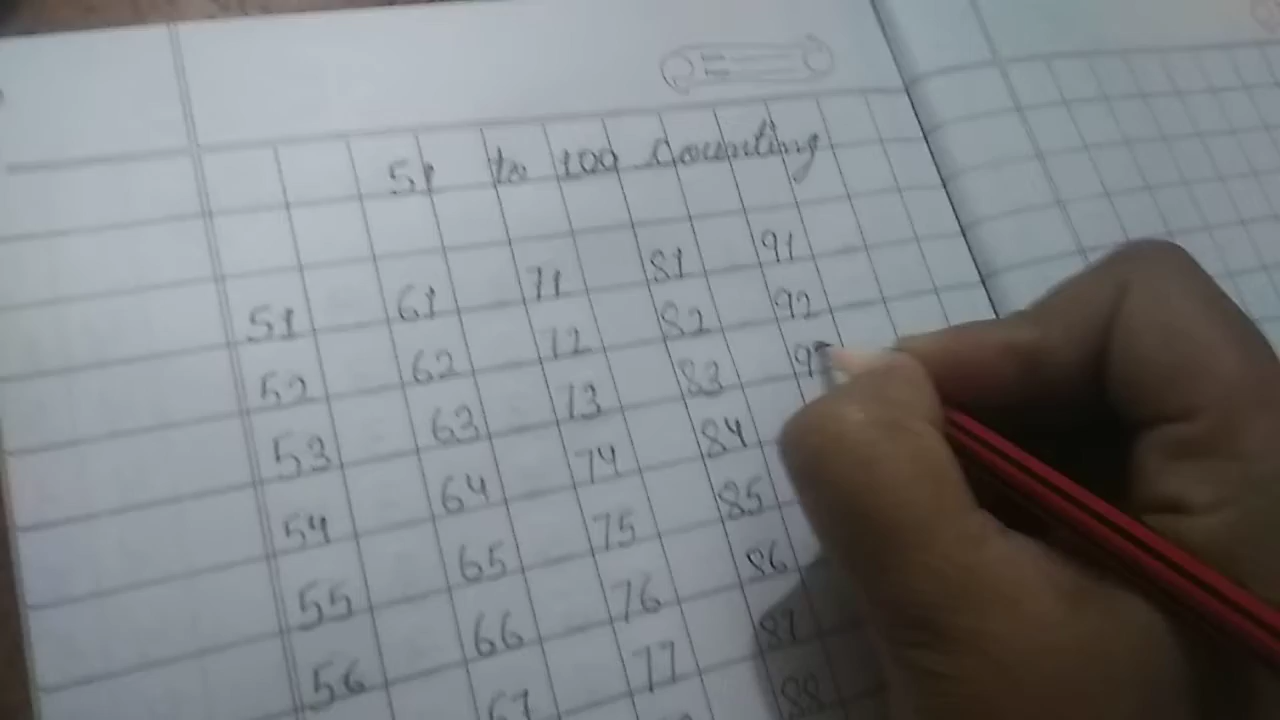 51 to 100 Counting
51 61 71 81 91
52 62 72 82 92
53 63 73 83
54 64 74 84
55 65 75 85
56 66 76 86
67 77 87
88